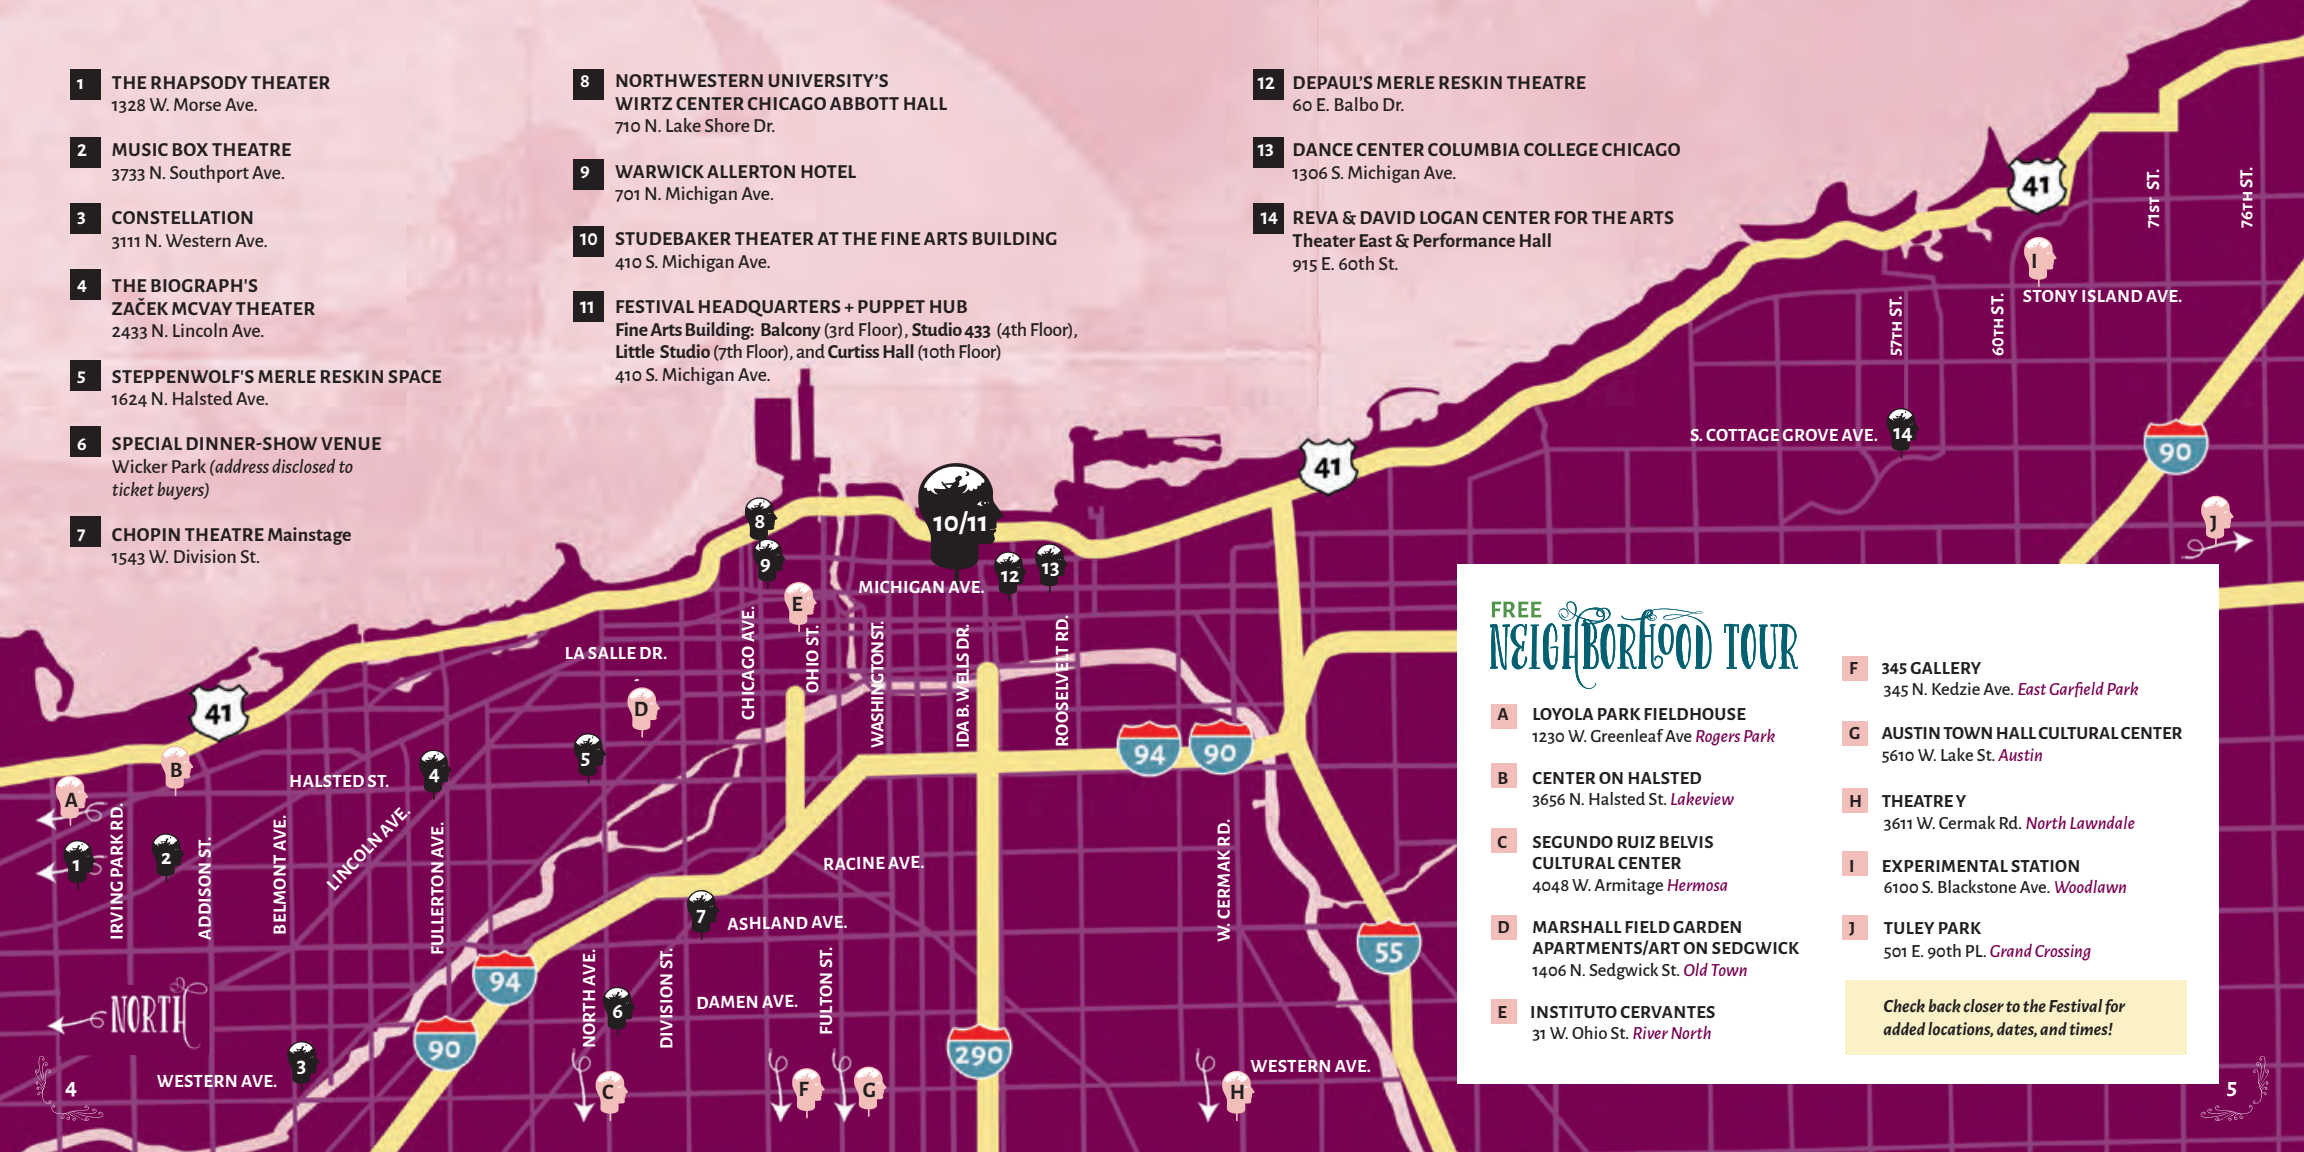 1 THE RHAPSODY THEATER
1328 W. Morse Ave.
2 MUSIC BOX THEATRE
3733 N. Southport Ave.
3 CONSTELLATION
3111 N. Western Ave.
4 THE BIOGRAPH'S
ZAČEK MCVAY THEATER
2433 N. Lincoln Ave.
5 STEPPENWOLF'S MERLE RESKIN SPACE
1624 N. Halsted Ave.
6 SPECIAL DINNER-SHOW VENUE
Wicker Park (address disclosed to
ticket buyers)
7 CHOPIN THEATRE Mainstage
1543 W. Division St.
8 NORTHWESTERN UNIVERSITY'S
WIRTZ CENTER CHICAGO ABBOTT HALL
710 N. Lake Shore Dr.
9 WARWICK ALLERTON HOTEL
701 N. Michigan Ave.
10 STUDEBAKER THEATER AT THE FINE ARTS BUILDING
410 S. Michigan Ave.
11 FESTIVAL HEADQUARTERS + PUPPET HUB
Fine Arts Building: Balcony (3rd Floor), Studio 433 (4th Floor),
Little Studio (7th Floor), and Curtiss Hall (10th Floor)
410 S. Michigan Ave.
12 DEPAUL'S MERLE RESKIN THEATRE
60 E. Balbo Dr.
13 DANCE CENTER COLUMBIA COLLEGE CHICAGO
1306 S. Michigan Ave.
14 REVA & DAVID LOGAN CENTER FOR THE ARTS
Theater East & Performance Hall
915 E. 60th St.
41
71ST ST.
76TH ST.
I
STONY ISLAND AVE.
57TH ST.
60TH ST.
S. COTTAGE GROVE AVE.
14
90
J
41
8
10/11
9
12
13
MICHIGAN AVE.
E
CHICAGO AVE.
OHIO ST.
WASHINGTON ST.
IDA B. WELLS DR.
ROOSEVELT RD.
LA SALLE DR.
D
41
5
94
90
B
HALSTED ST.
4
A
1
2
IRVING PARK RD.
ADDISON ST.
BELMONT AVE.
LINCOLN AVE.
FULLERTON AVE.
RACINE AVE.
W. CERMAK RD.
7
ASHLAND AVE.
55
94
NORTH AVE.
6
DIVISION ST.
DAMEN AVE.
FULTON ST.
NORTH
90
290
3
WESTERN AVE.
C
F
G
H
WESTERN AVE.
4
FREE
NEIGHBORHOOD TOUR
A LOYOLA PARK FIELDHOUSE
1230 W. Greenleaf Ave Rogers Park
B CENTER ON HALSTED
3656 N. Halsted St. Lakeview
C SEGUNDO RUIZ BELVIS
CULTURAL CENTER
4048 W. Armitage Hermosa
D MARSHALL FIELD GARDEN
APARTMENTS/ART ON SEDGWICK
1406 N. Sedgwick St. Old Town
E INSTITUTO CERVANTES
31 W. Ohio St. River North
F 345 GALLERY
345 N. Kedzie Ave. East Garfield Park
G AUSTIN TOWN HALL CULTURAL CENTER
5610 W. Lake St. Austin
H THEATRE Y
3611 W. Cermak Rd. North Lawndale
I EXPERIMENTAL STATION
6100 S. Blackstone Ave. Woodlawn
J TULEY PARK
501 E. 90th PL. Grand Crossing
Check back closer to the Festival for
added locations, dates, and times!
5